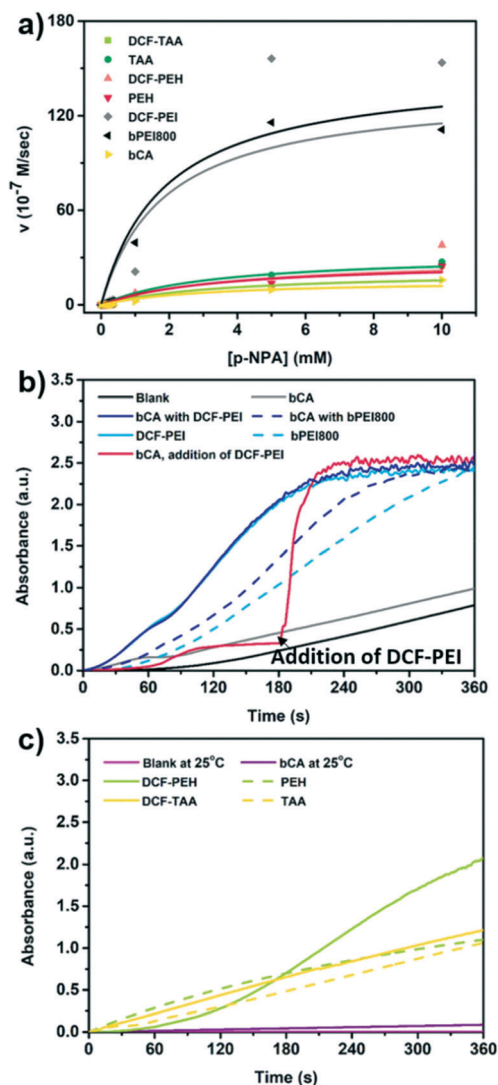 a)
180
120
60
0
v (10⁻⁷ M/sec)
DCF-TAA
TAA
DCF-PEH
PEH
DCF-PEI
bPEI800
bCA
0 2 4 6 8 10
[p-NPA] (mM)
b)
3.5
3.0
2.5
2.0
1.5
1.0
0.5
0.0
Absorbance (a.u.)
Blank bCA
bCA with DCF-PEI bCA with bPEI800
DCF-PEI bPEI800
bCA, addition of DCF-PEI
Addition of DCF-PEI
0 60 120 180 240 300 360
Time (s)
c)
3.5
3.0
2.5
2.0
1.5
1.0
0.5
0.0
Absorbance (a.u.)
Blank at 25°C bCA at 25°C
DCF-PEH PEH
DCF-TAA TAA
0 60 120 180 240 300 360
Time (s)